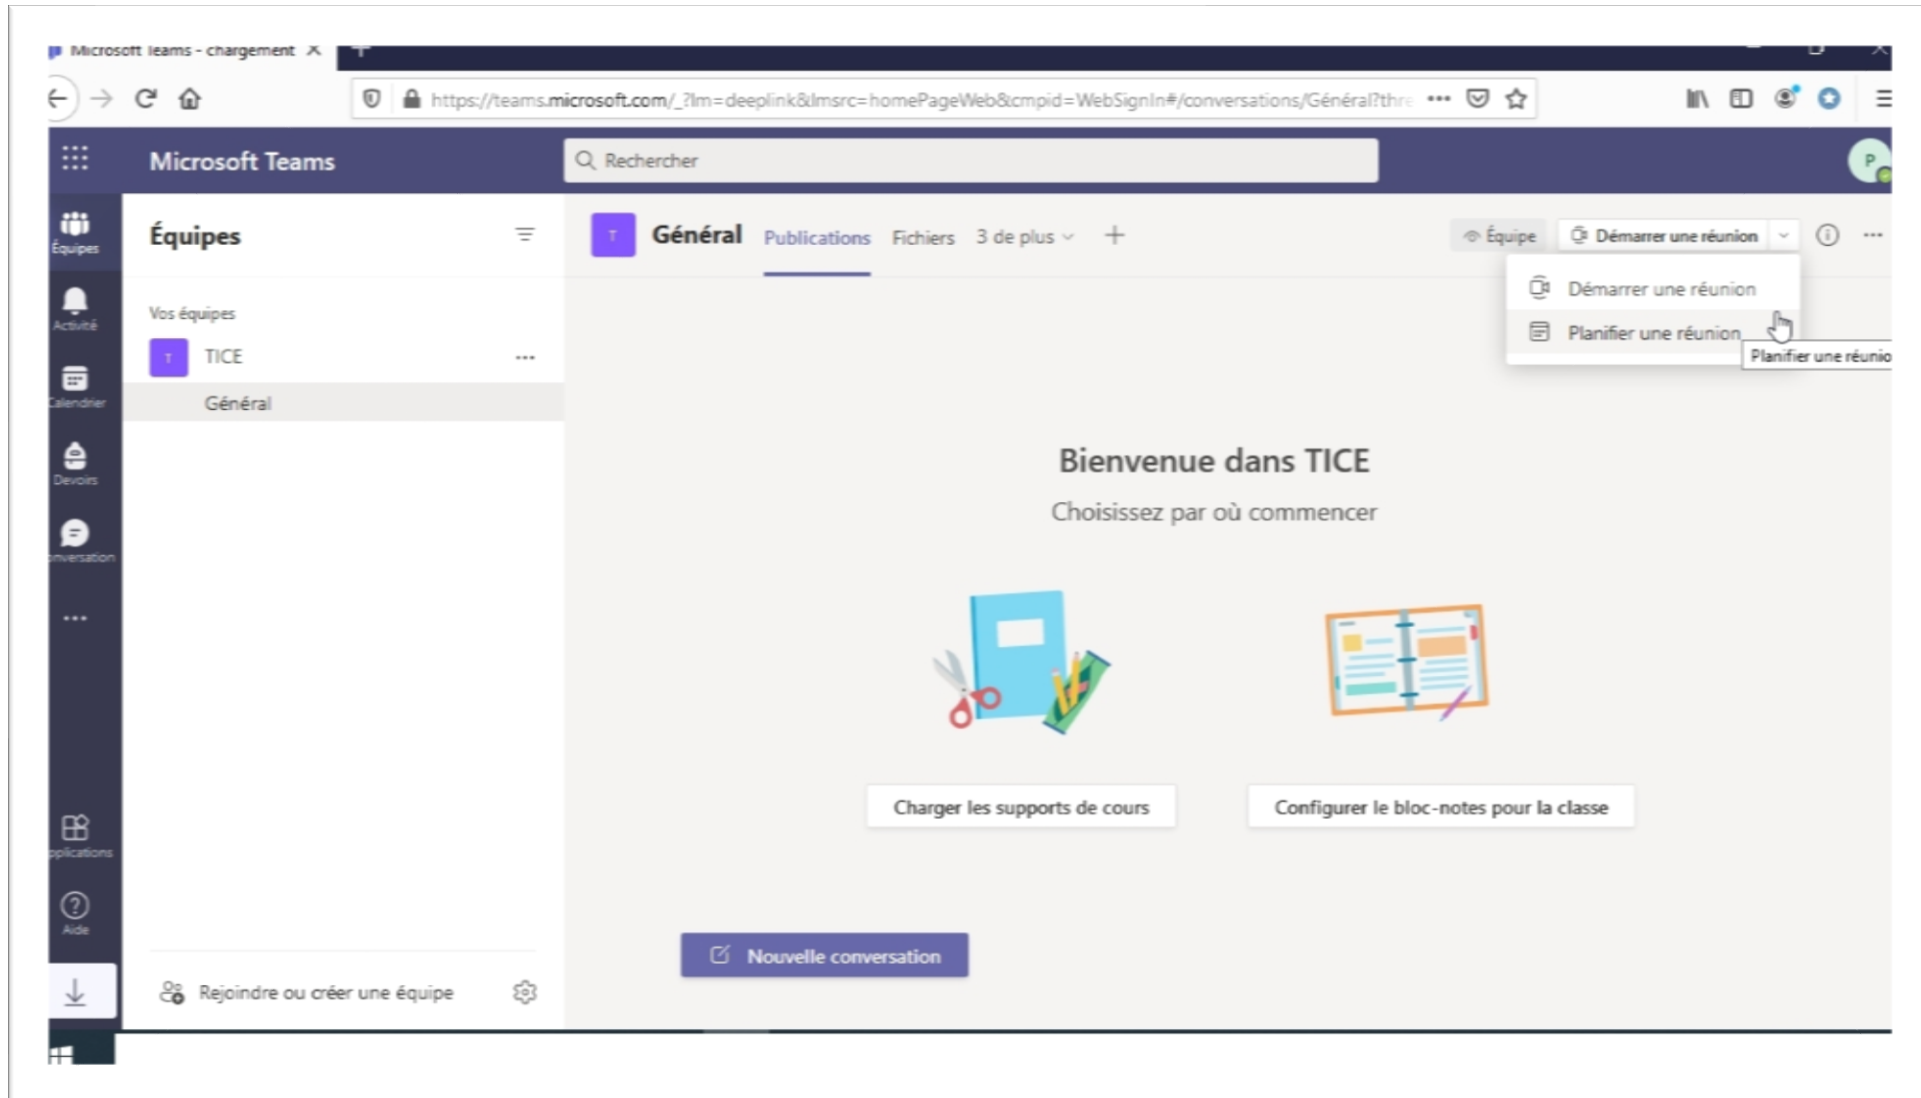 Microsoft Teams - chargement
https://teams.microsoft.com/_?lm=deeplink&lmsrc=homePageWeb&cmpid=WebSignIn#/conversations/Général?thre
Microsoft Teams
Rechercher
P
Équipes
Activité
Calendrier
Devoirs
onversation
pplications
Aide
Équipes
Vos équipes
T TICE
Général
Rejoindre ou créer une équipe
T Général Publications Fichiers 3 de plus
Équipe
Démarrer une réunion
Démarrer une réunion
Planifier une réunion
Planifier une réunio
Bienvenue dans TICE
Choisissez par où commencer
Charger les supports de cours
Configurer le bloc-notes pour la classe
Nouvelle conversation